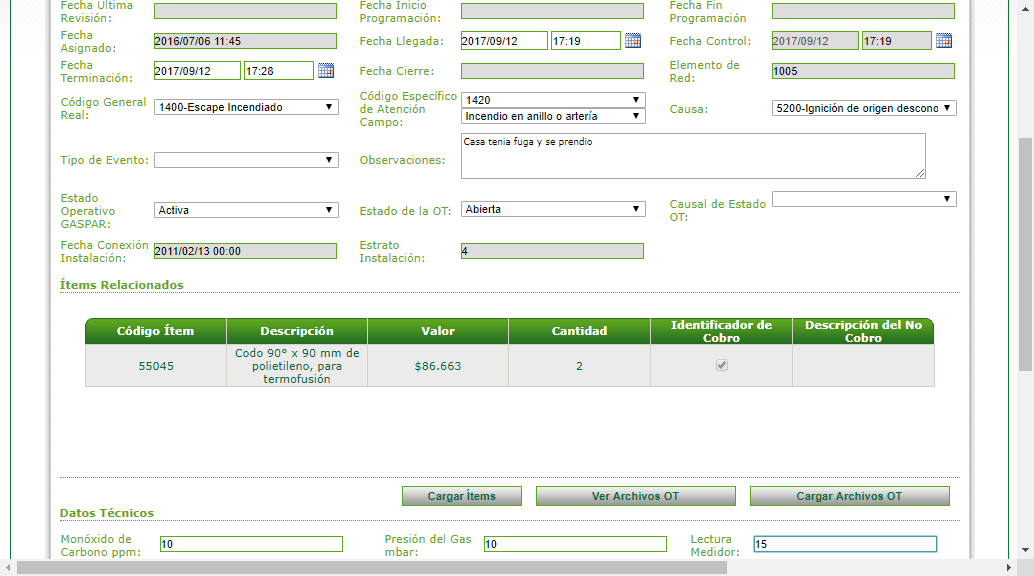 Fecha Última Revisión:
Fecha Inicio Programación:
Fecha Fin Programación
Fecha Asignado: 2016/07/06 11:45
Fecha Llegada: 2017/09/12 17:19
Fecha Control: 2017/09/12 17:19
Fecha Terminación: 2017/09/12 17:28
Fecha Cierre:
Elemento de Red: 1005
Código General Real: 1400-Escape Incendiado
Código Específico de Atención Campo: 1420
Incendio en anillo o artería
Causa: 5200-Ignición de origen descono
Tipo de Evento:
Observaciones: Casa tenia fuga y se prendio
Estado Operativo GASPAR: Activa
Estado de la OT: Abierta
Causal de Estado OT:
Fecha Conexión Instalación: 2011/02/13 00:00
Estrato Instalación: 4
Ítems Relacionados
Código Ítem Descripción Valor Cantidad Identificador de Cobro Descripción del No Cobro
55045 Codo 90° x 90 mm de polietileno, para termofusión $86.663 2
Cargar Ítems Ver Archivos OT Cargar Archivos OT
Datos Técnicos
Monóxido de Carbono ppm: 10
Presión del Gas mbar: 10
Lectura Medidor: 15